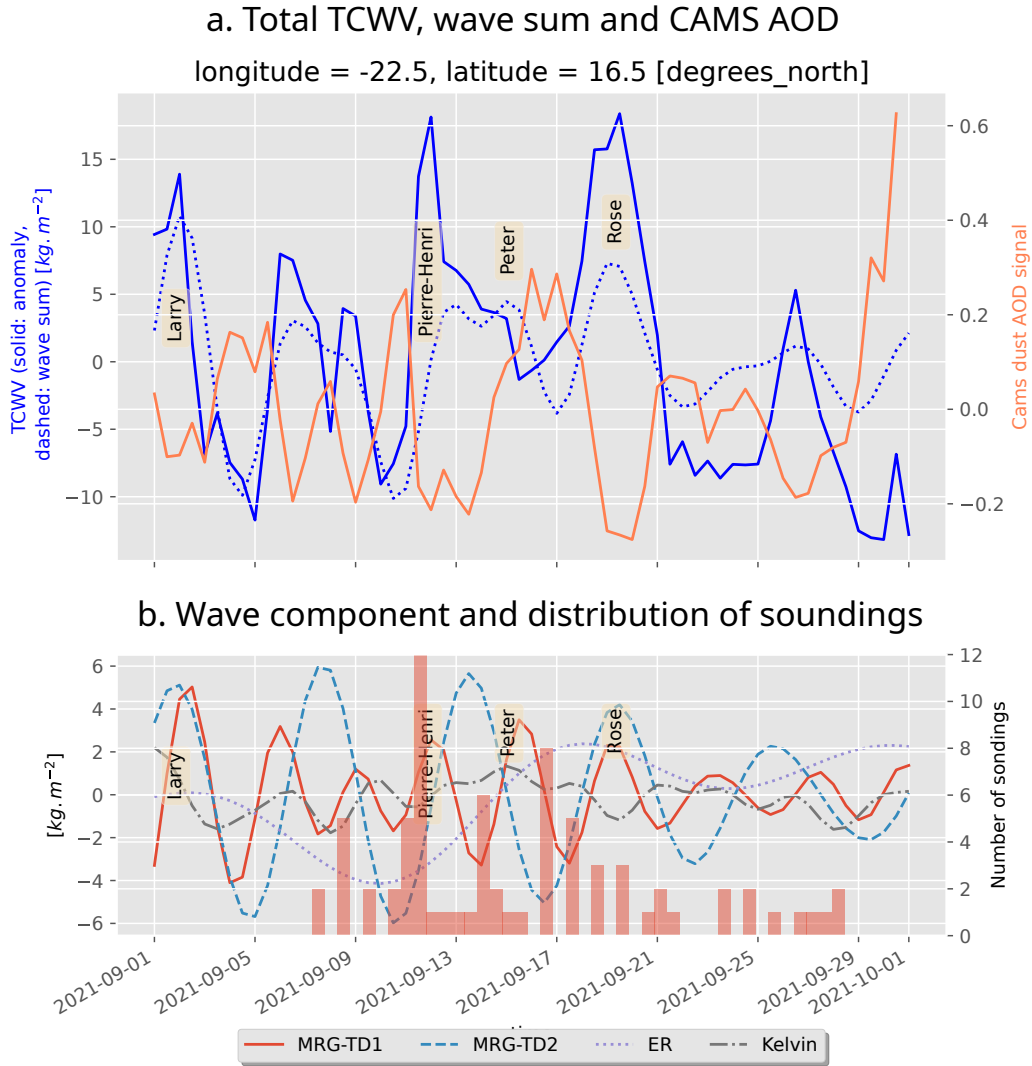 a. Total TCWV, wave sum and CAMS AOD
longitude = -22.5, latitude = 16.5 [degrees_north]
TCWV (solid: anomaly,
dashed: wave sum) [kg.m⁻²]
15
10
5
0
−5
−10
Larry
Pierre-Henri
Peter
Rose
0.6
0.4
0.2
0.0
−0.2
Cams dust AOD signal
b. Wave component and distribution of soundings
[kg.m⁻²]
6
4
2
0
−2
−4
−6
Larry
Pierre-Henri
Peter
Rose
12
10
8
6
4
2
0
Number of sondings
2021-09-01
2021-09-05
2021-09-09
2021-09-13
2021-09-17
2021-09-21
2021-09-25
2021-09-29
2021-10-01
MRG-TD1
MRG-TD2
ER
Kelvin